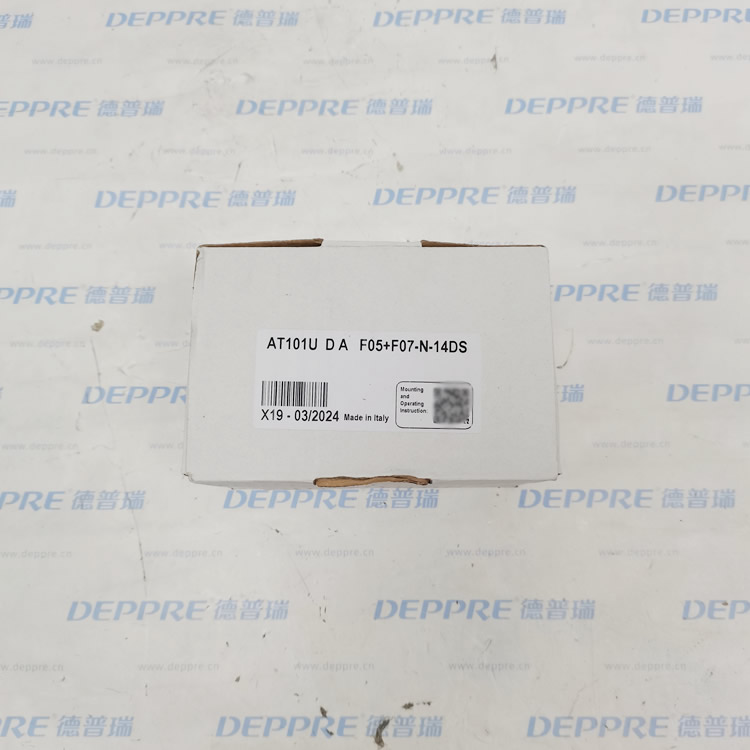 AT101U D A F05+F07-N-14DS
Mounting
and
Operating
Instruction:
X19 - 03/2024 Made in Italy
DEPPRE 德普瑞
www.deppre.cn